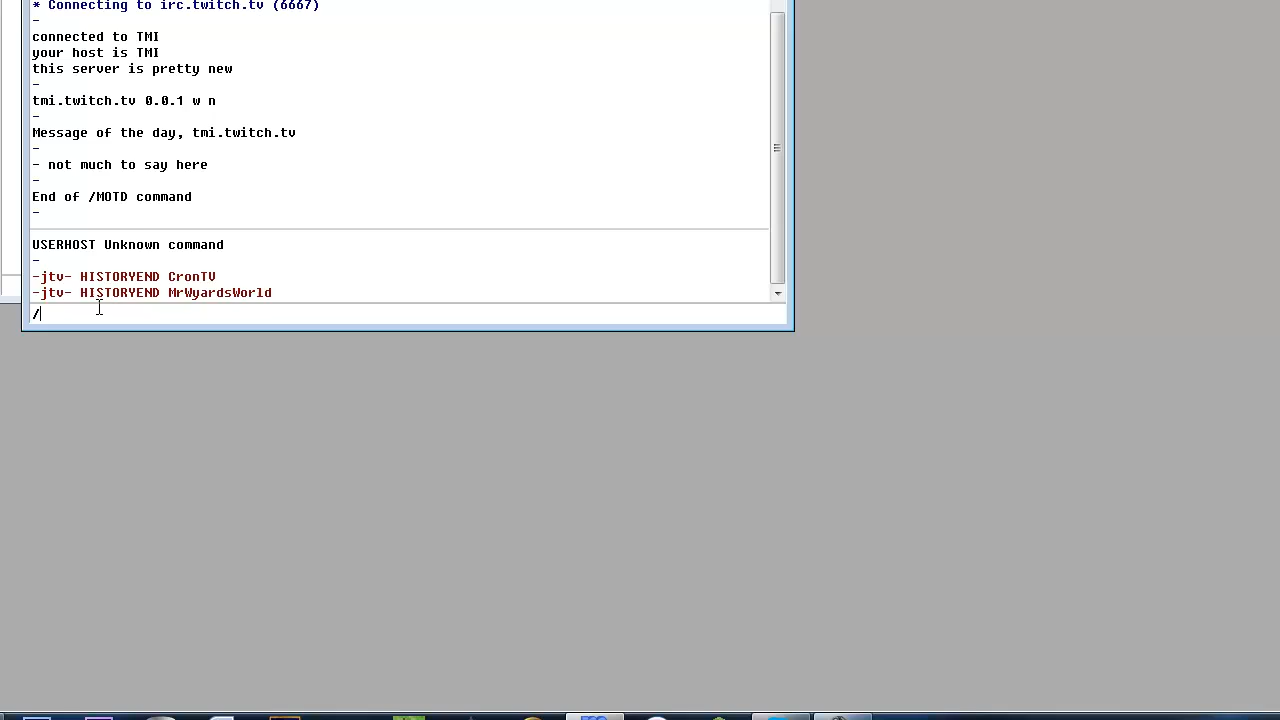 * Connecting to irc.twitch.tv (6667)
-
connected to TMI
your host is TMI
this server is pretty new
-
tmi.twitch.tv 0.0.1 w n
-
Message of the day, tmi.twitch.tv
-
- not much to say here
-
End of /MOTD command
-
USERHOST Unknown command
-
-jtv- HISTORYEND CronTV
-jtv- HISTORYEND MrWyardsWorld
/